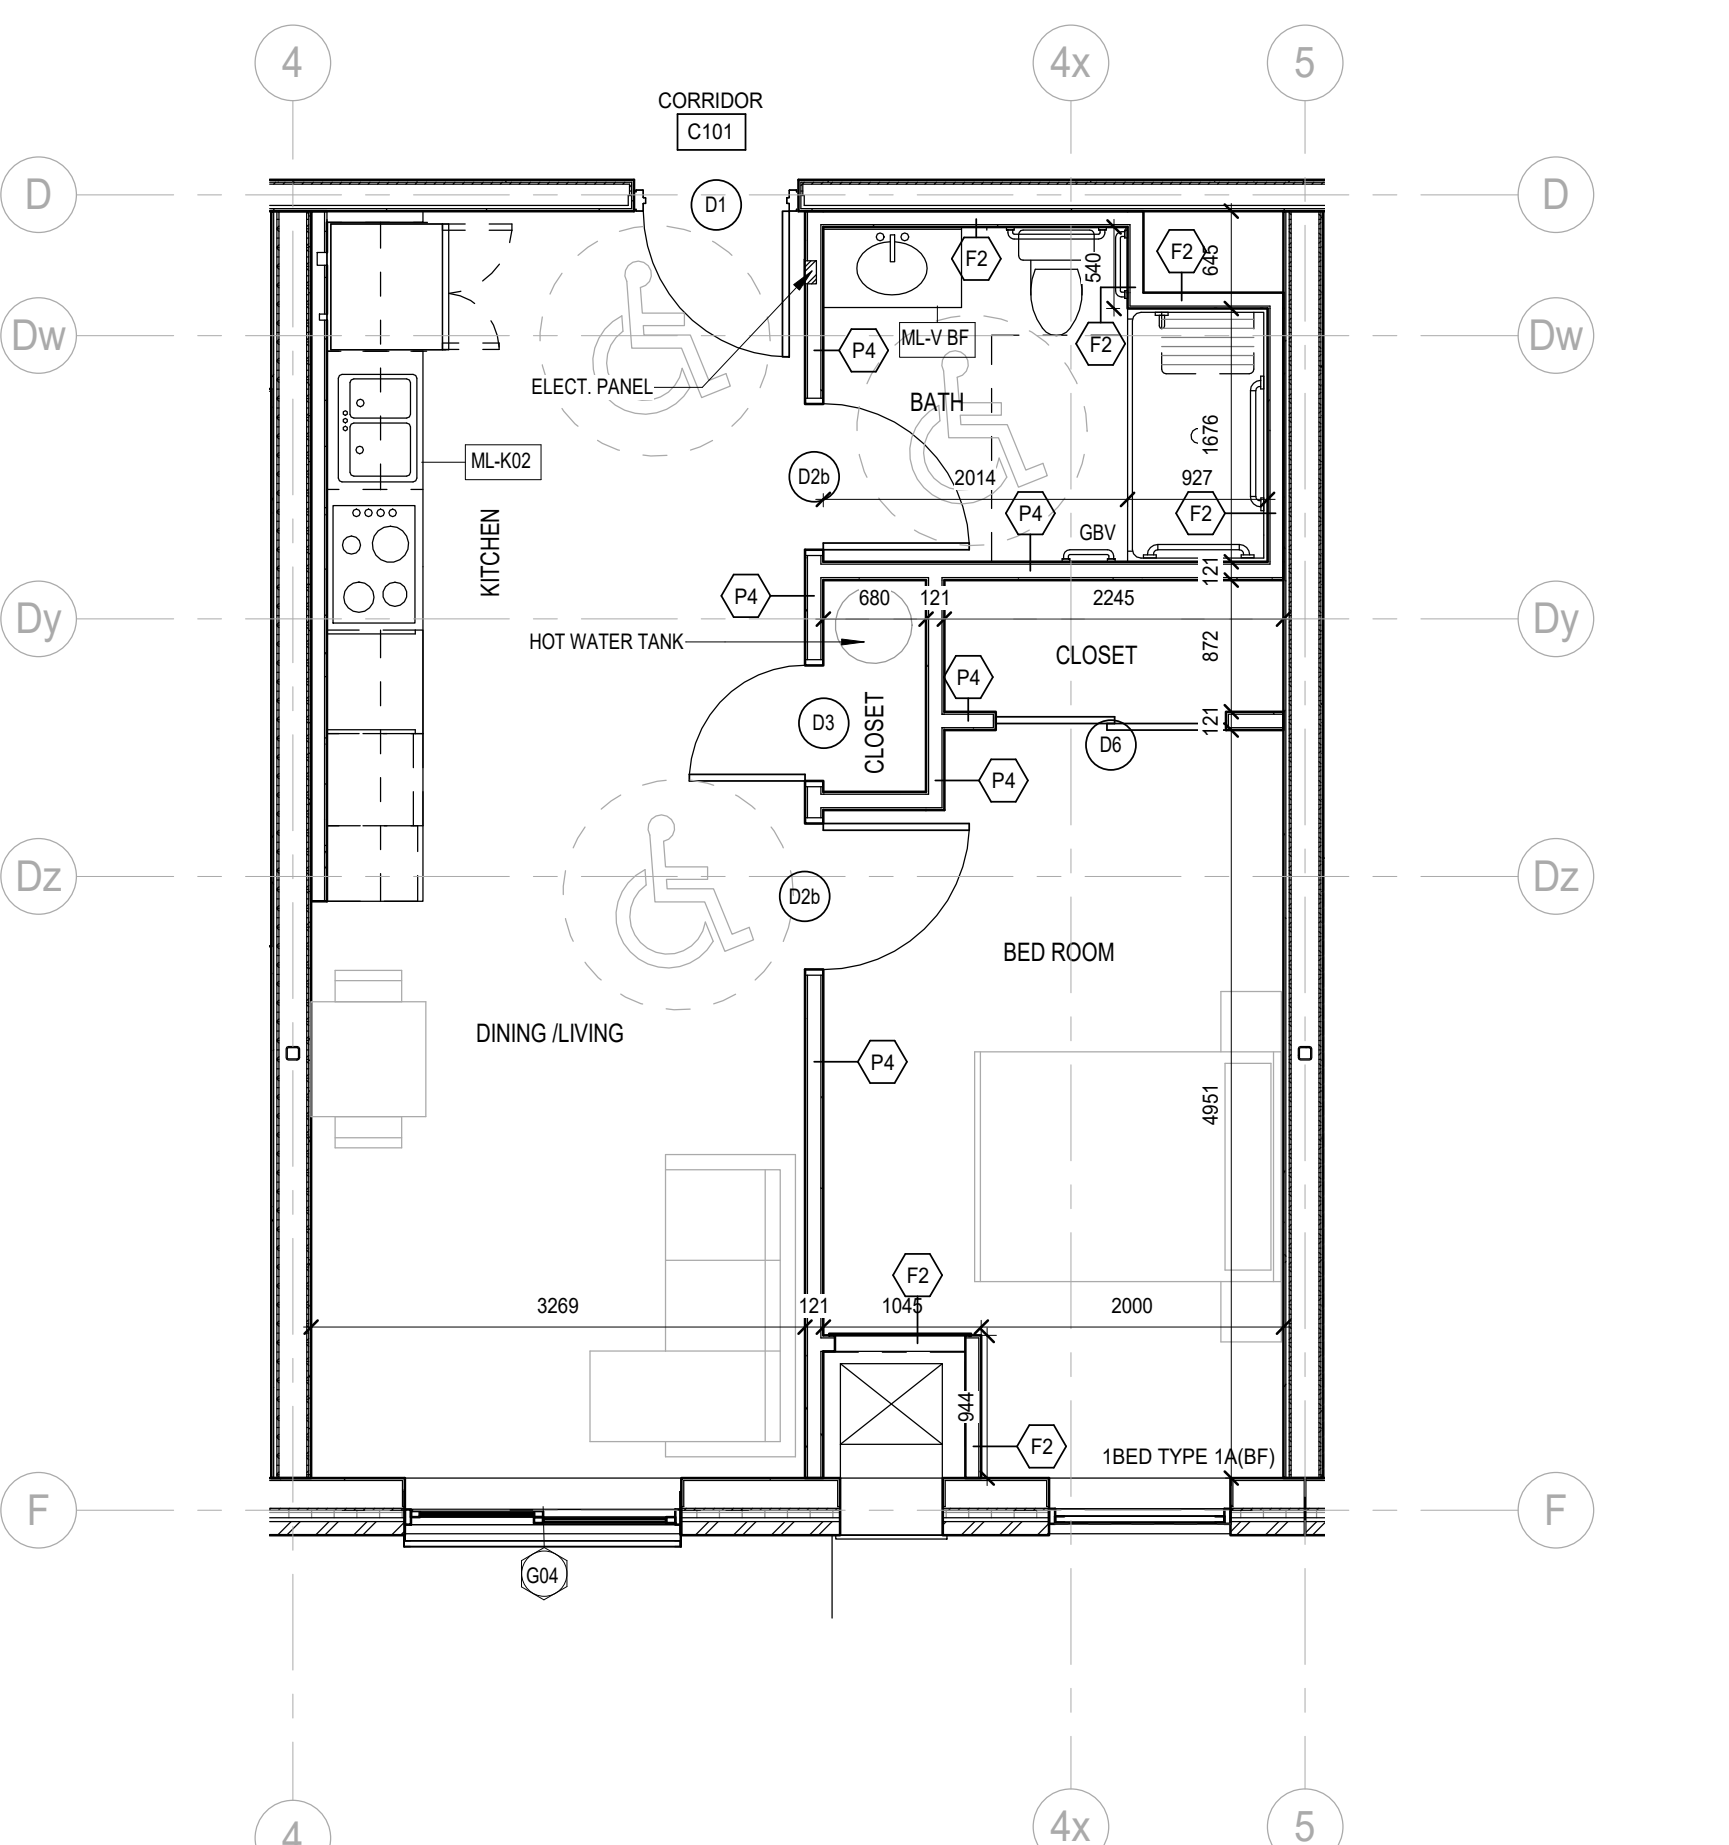 4
4x
5
CORRIDOR
C101
D
D1
D
F2
540
F2
645
Dw
ML-V BF
P4
F2
Dw
ELECT. PANEL
BATH
1676
ML-K02
D2b
2014
927
P4
F2
GBV
KITCHEN
121
P4
680
121
2245
Dy
Dy
HOT WATER TANK
872
CLOSET
P4
D3
CLOSET
121
D6
P4
Dz
D2b
Dz
BED ROOM
DINING /LIVING
P4
4951
F2
3269
121
1045
2000
944
F2
1BED TYPE 1A(BF)
F
F
G04
4
4x
5